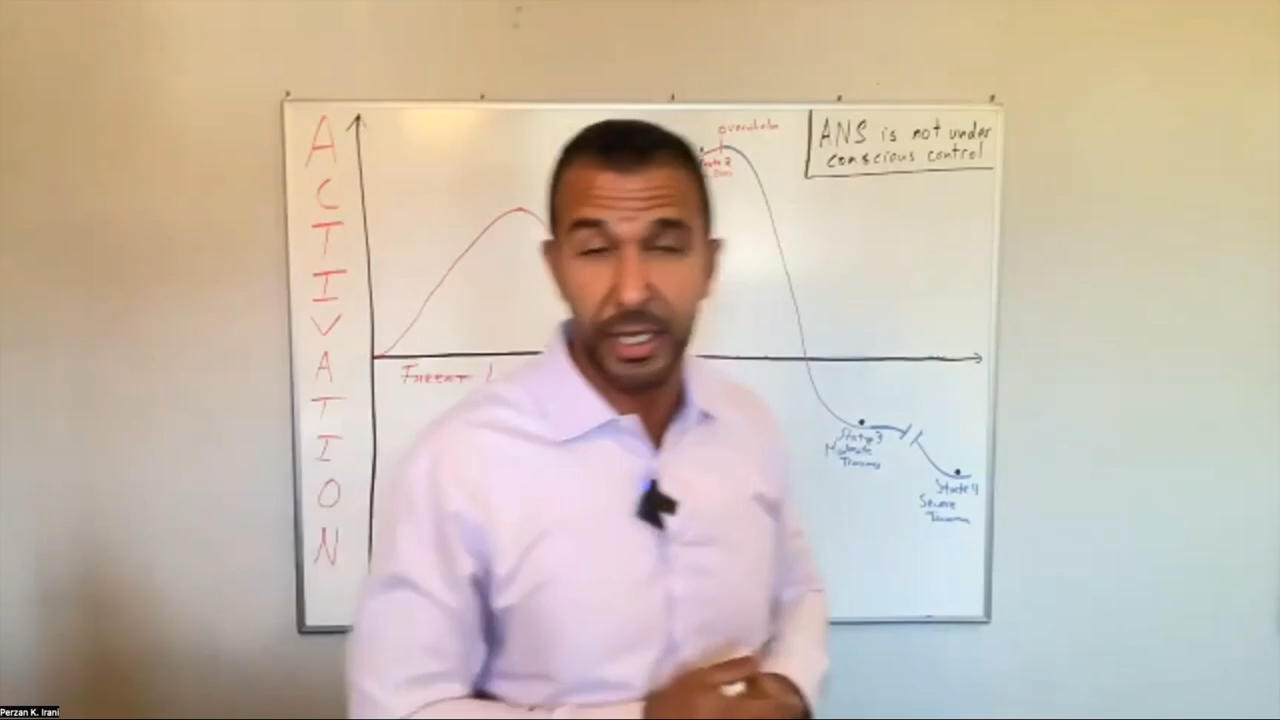 ACTIVATION
overwhelm
ANS is not under
conscious control
State 3
Moderate
Trauma
State 4
Severe
Trauma
Perzan K. Irani